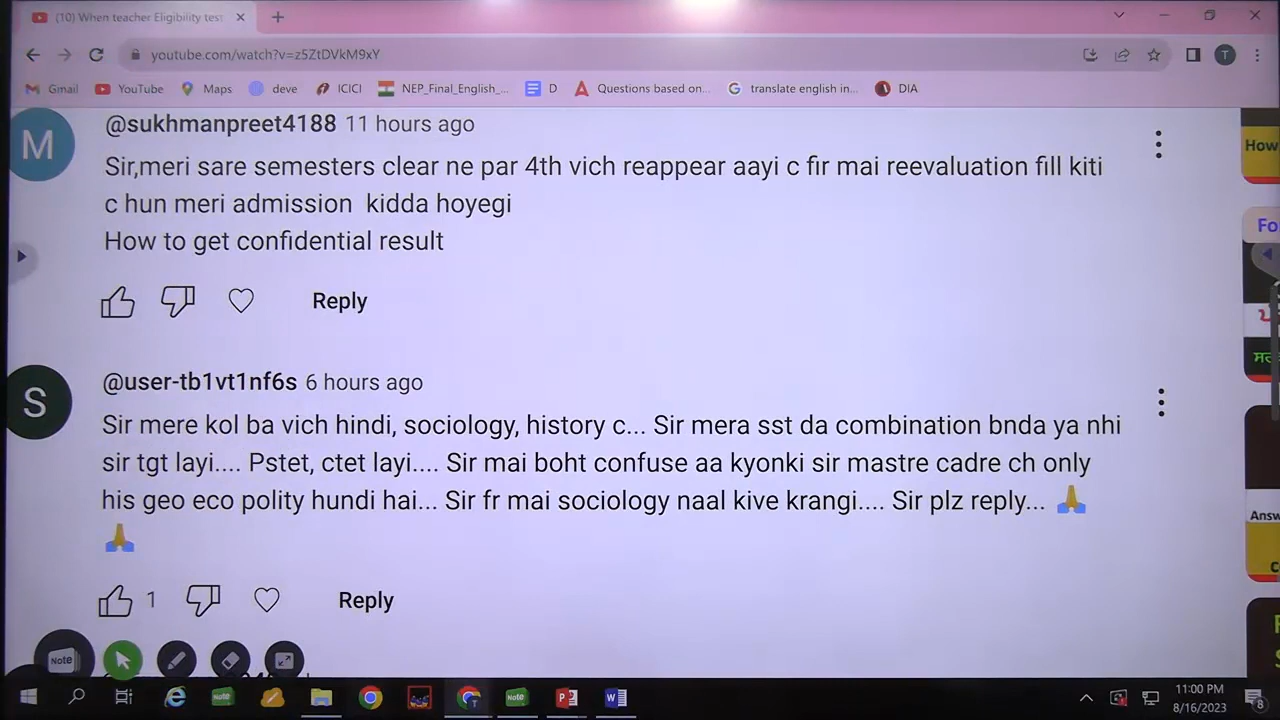 (10) When teacher Eligibility tes
youtube.com/watch?v=z5ZtDVkM9xY
T
Gmail YouTube Maps deve ICICI NEP_Final_English_... D Questions based on... translate english in... DIA
M
@sukhmanpreet4188 11 hours ago
Sir,meri sare semesters clear ne par 4th vich reappear aayi c fir mai reevaluation fill kiti
c hun meri admission kidda hoyegi
How to get confidential result
Reply
How
Fo
S
@user-tb1vt1nf6s 6 hours ago
Sir mere kol ba vich hindi, sociology, history c... Sir mera sst da combination bnda ya nhi
sir tgt layi.... Pstet, ctet layi.... Sir mai boht confuse aa kyonki sir mastre cadre ch only
his geo eco polity hundi hai... Sir fr mai sociology naal kive krangi.... Sir plz reply... 🙏
🙏
Answ
1 Reply
Note
11:00 PM
8/16/2023
8